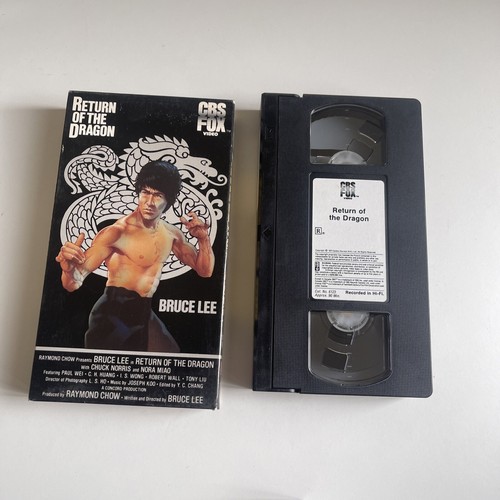 RETURN
OF THE
DRAGON
CBS
FOX
VIDEO
TM
BRUCE LEE
RAYMOND CHOW Presents BRUCE LEE in RETURN OF THE DRAGON
With CHUCK NORRIS and NORA MIAO
Featuring PAUL WEI • C. H. HUANG • I. S. WONG • ROBERT WALL • TONY LIU
Director of Photography L. S. HO • Music by JOSEPH KOO • Edited by Y. C. CHANG
A CONCORD PRODUCTION
Produced by RAYMOND CHOW • Written and Directed by BRUCE LEE
CBS
FOX
VIDEO
Return of
the Dragon
R
Recorded in Hi-Fi